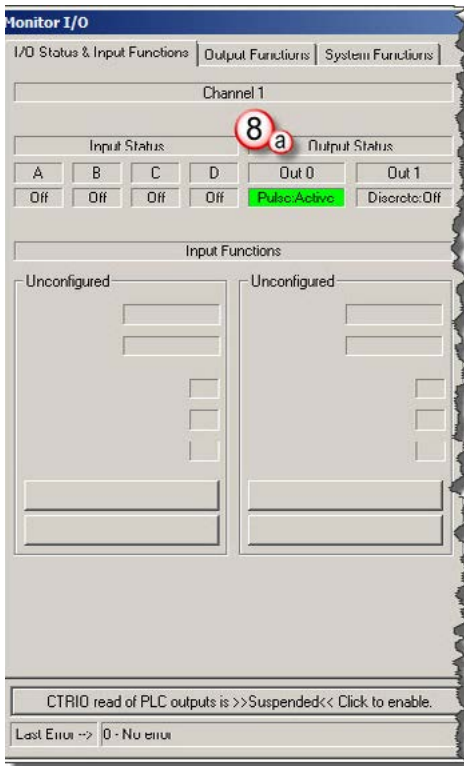 Monitor I/O
I/O Status & Input Functions Output Functions System Functions
Channel 1
8 a
Input Status Output Status
A B C D Out 0 Out 1
Off Off Off Off Pulse:Active Discrete:Off
Input Functions
Unconfigured Unconfigured
CTRIO read of PLC outputs is >>Suspended<< Click to enable.
Last Error --> 0 - No error